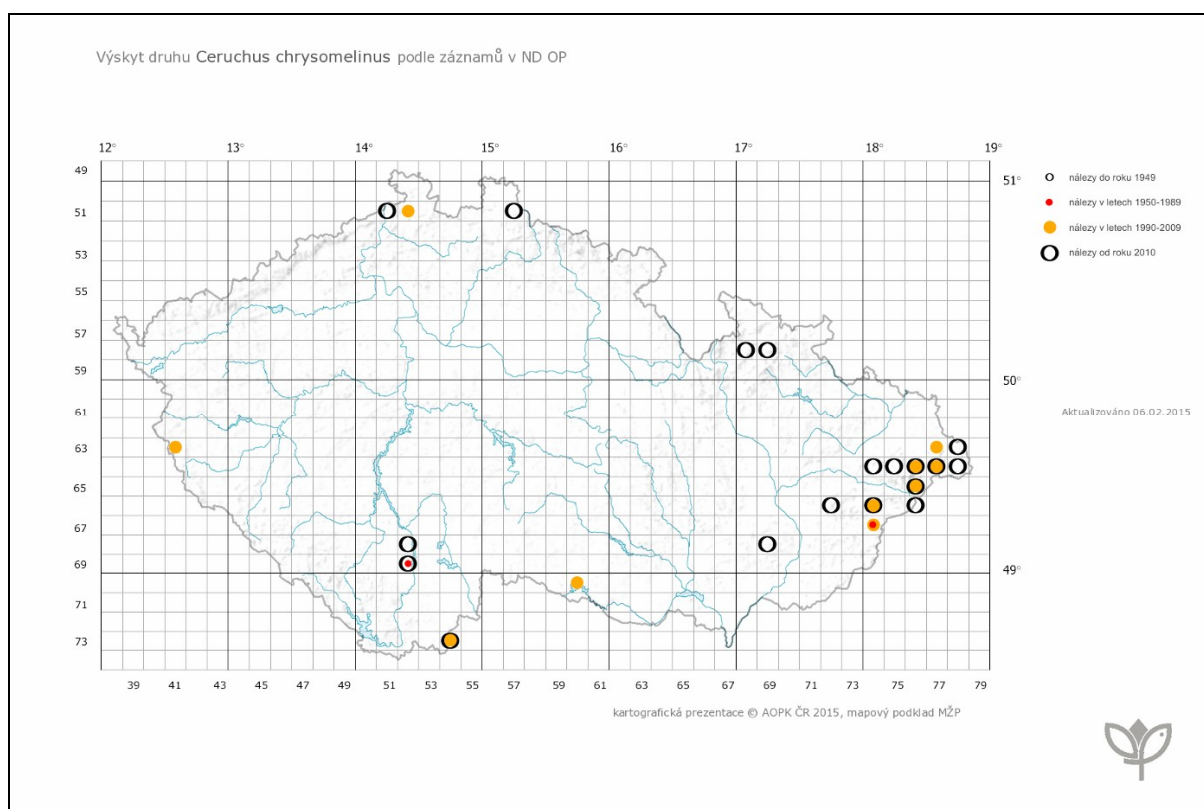 Výskyt druhu Ceruchus chrysomelinus podle záznamů v ND OP
12° 13° 14° 15° 16° 17° 18° 19°
49
51°
nálezy do roku 1949
51
nálezy v letech 1950-1989
nálezy v letech 1990-2009
53
nálezy od roku 2010
55
57
59
50°
61
Aktualizováno 06.02.2015
63
65
67
69
49°
71
73
39 41 43 45 47 49 51 53 55 57 59 61 63 65 67 69 71 73 75 77 79
kartografická prezentace © AOPK ČR 2015, mapový podklad MŽP